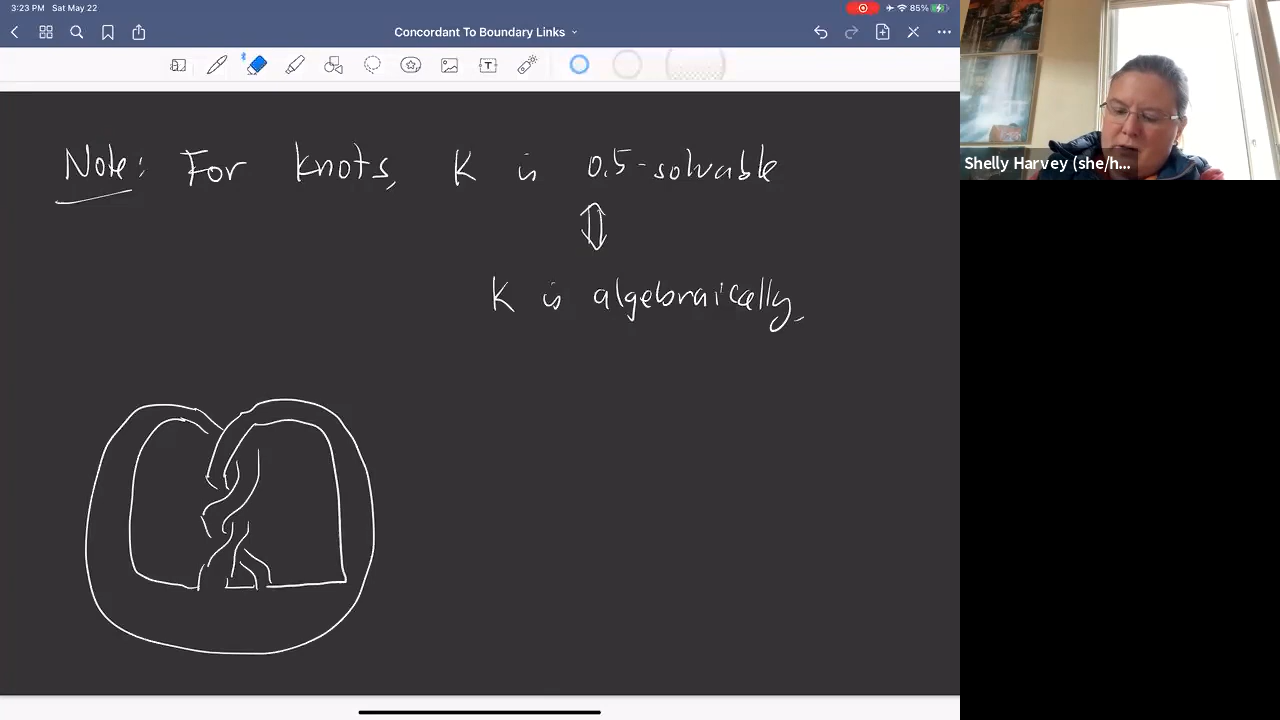 3:23 PM Sat May 22
85%
Concordant To Boundary Links
T
Note: For knots, K is 0.5-solvable
K is algebraically
Shelly Harvey (she/h...